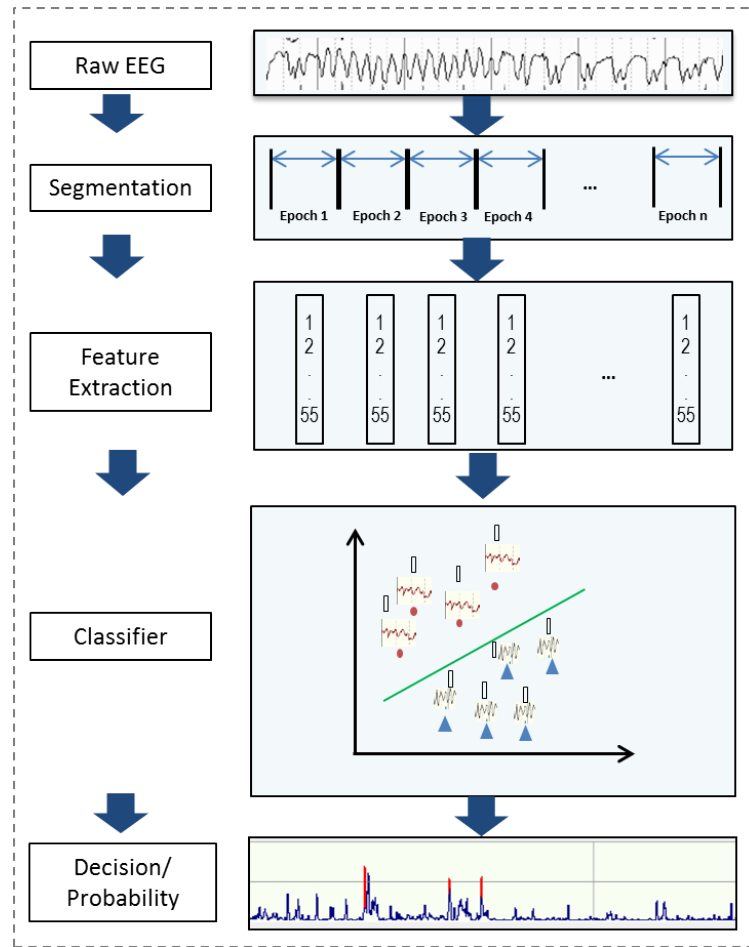 Raw EEG
Segmentation
Epoch 1 Epoch 2 Epoch 3 Epoch 4 ... Epoch n
Feature
Extraction
1 1 1 1 1
2 2 2 2 2
. . . . ... .
. . . . .
55 55 55 55 55
Classifier
Decision/
Probability